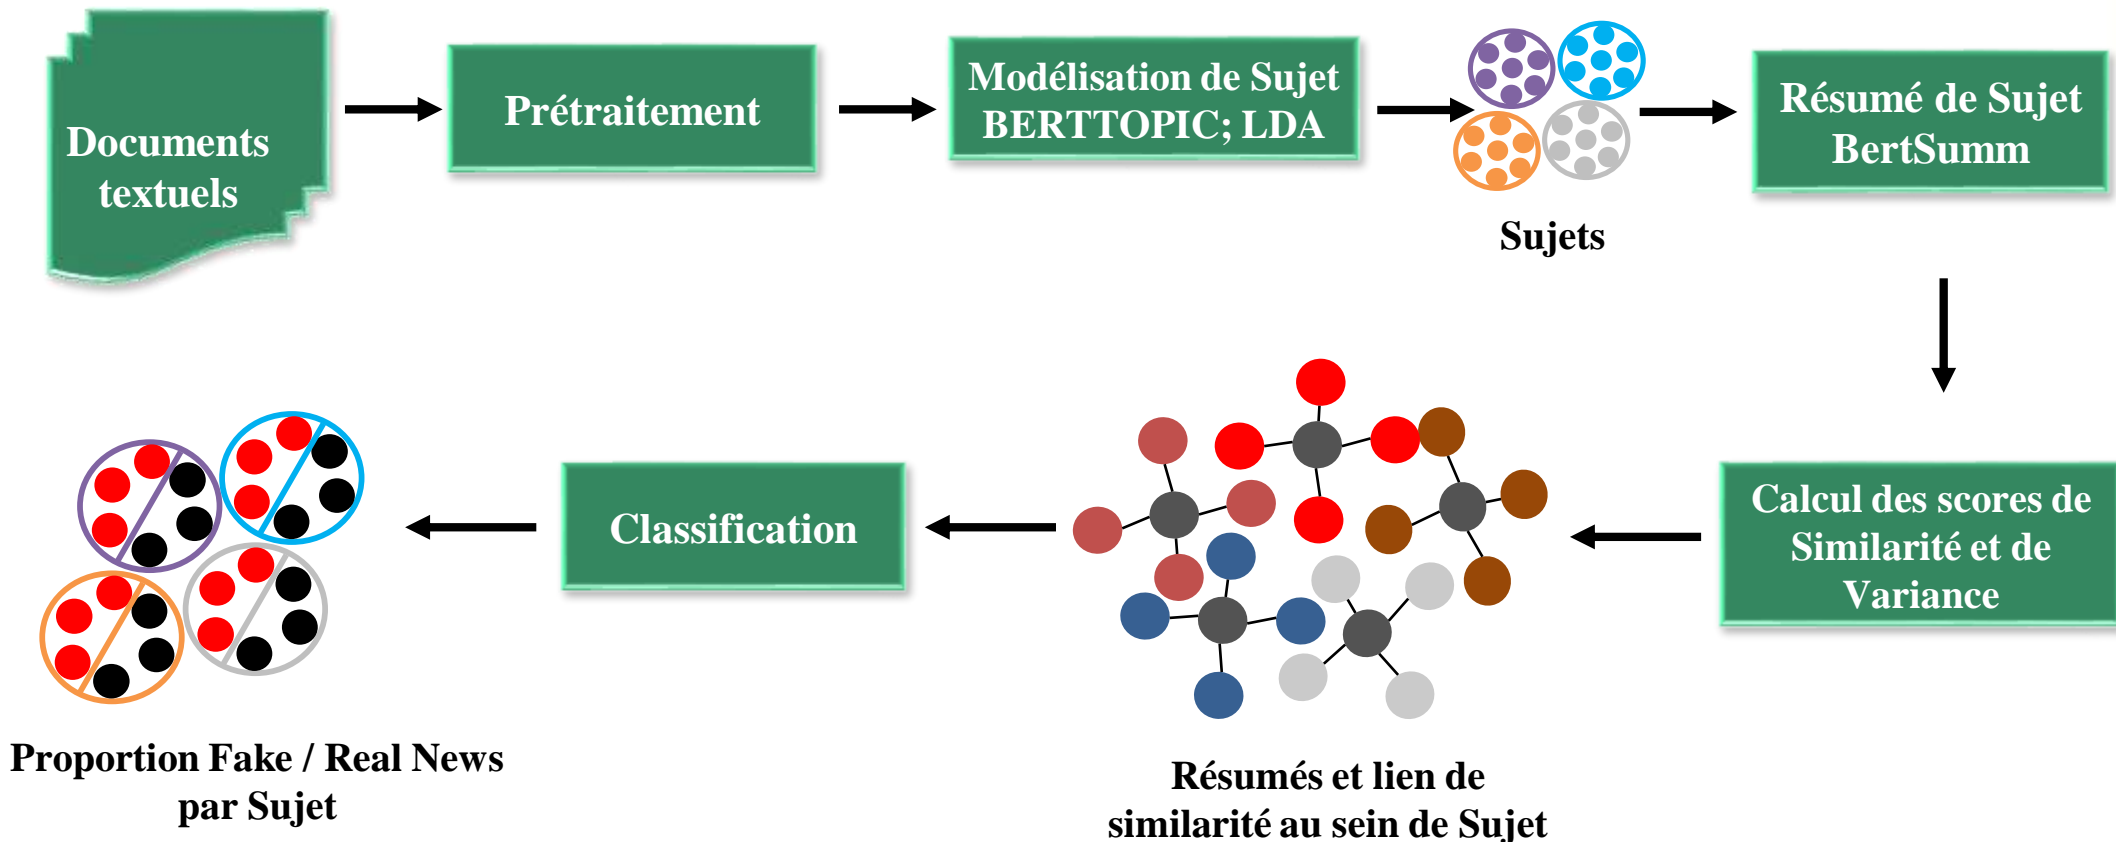 Documents
textuels
Prétraitement
Modélisation de Sujet
BERTTOPIC; LDA
Sujets
Résumé de Sujet
BertSumm
Calcul des scores de
Similarité et de
Variance
Résumés et lien de
similarité au sein de Sujet
Classification
Proportion Fake / Real News
par Sujet